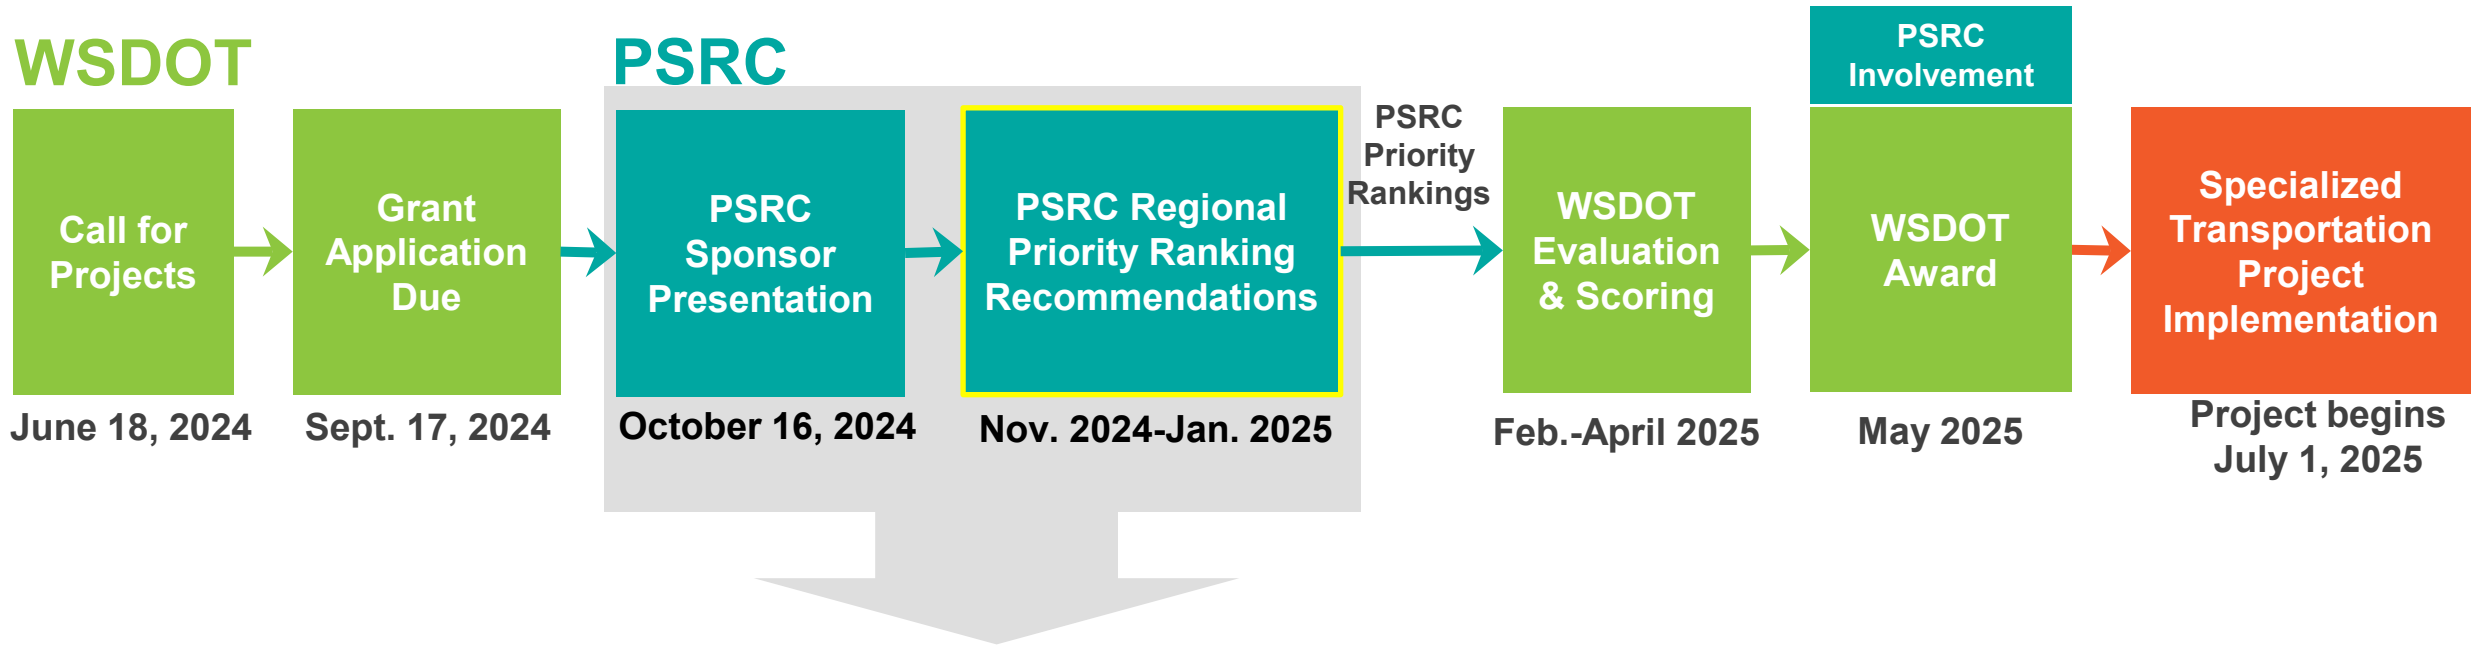 WSDOT
Call for
Projects
June 18, 2024
Grant
Application
Due
Sept. 17, 2024
PSRC
PSRC
Sponsor
Presentation
October 16, 2024
PSRC Regional
Priority Ranking
Recommendations
Nov. 2024-Jan. 2025
PSRC
Priority
Rankings
WSDOT
Evaluation
& Scoring
Feb.-April 2025
PSRC
Involvement
WSDOT
Award
May 2025
Specialized
Transportation
Project
Implementation
Project begins
July 1, 2025